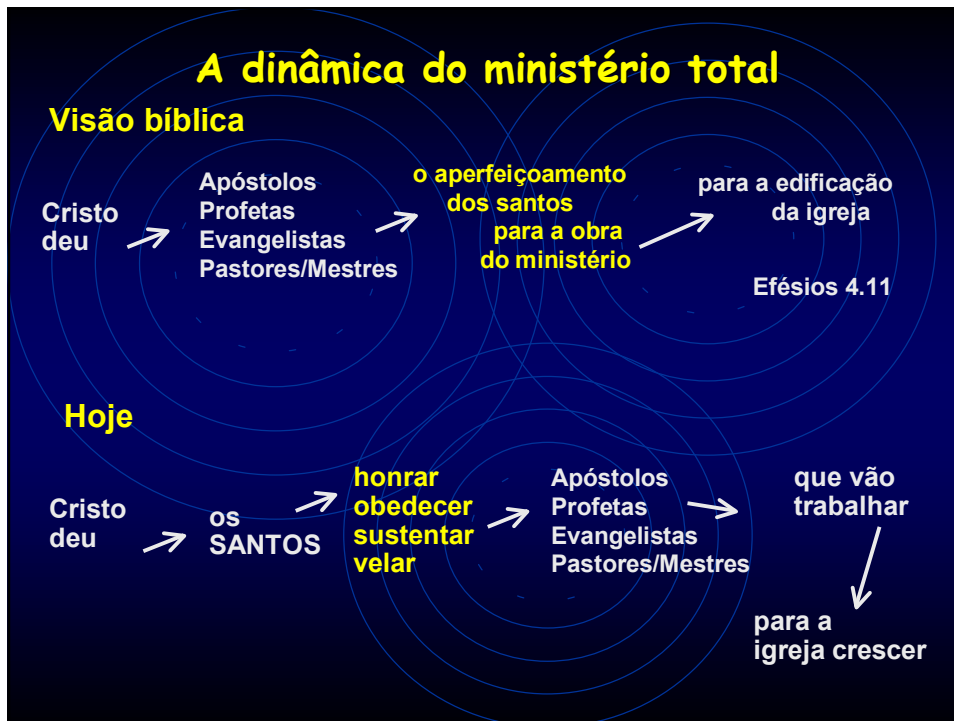 A dinâmica do ministério total
Visão bíblica
Cristo
deu
Apóstolos
Profetas
Evangelistas
Pastores/Mestres
o aperfeiçoamento
dos santos
para a obra
do ministério
para a edificação
da igreja
Efésios 4.11
Hoje
Cristo
deu
os
SANTOS
honrar
obedecer
sustentar
velar
Apóstolos
Profetas
Evangelistas
Pastores/Mestres
que vão
trabalhar
para a
igreja crescer